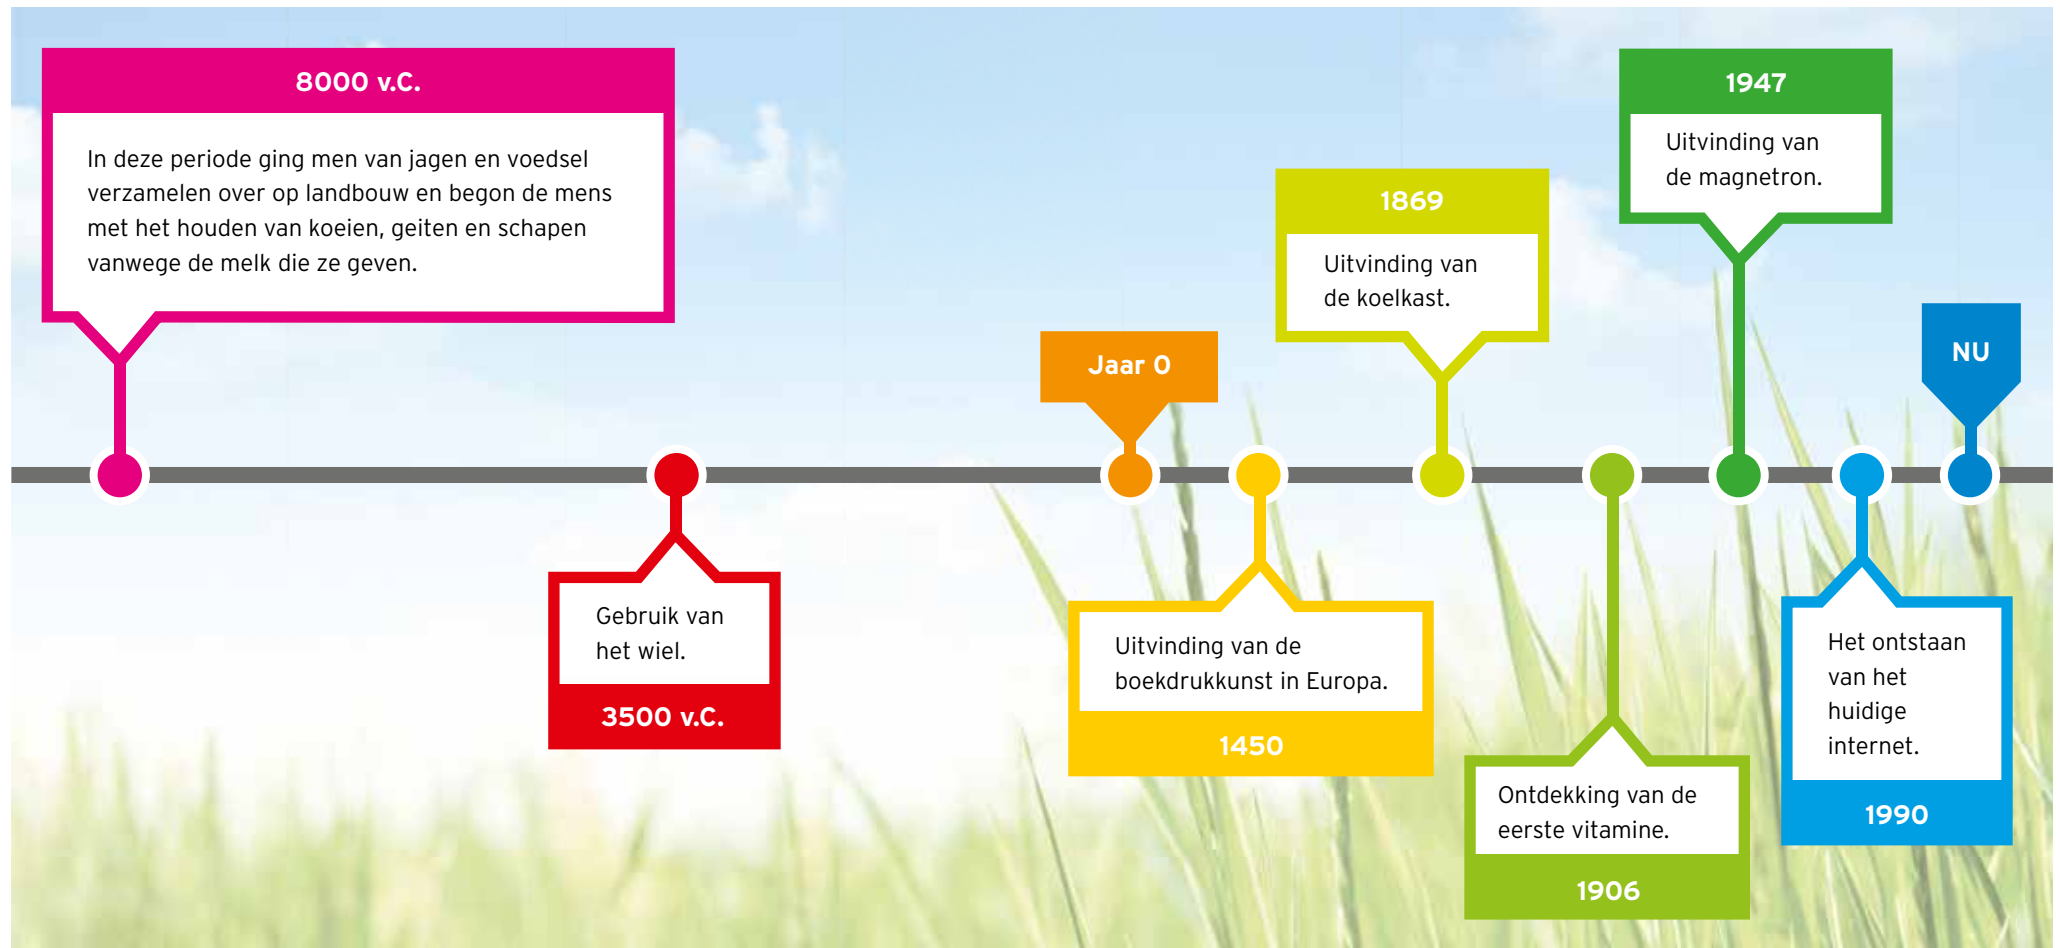 8000 v.C.
In deze periode ging men van jagen en voedsel
verzamelen over op landbouw en begon de mens
met het houden van koeien, geiten en schapen
vanwege de melk die ze geven.
Gebruik van
het wiel.
3500 v.C.
Jaar 0
Uitvinding van de
boekdrukkunst in Europa.
1450
1869
Uitvinding van
de koelkast.
Ontdekking van de
eerste vitamine.
1906
1947
Uitvinding van
de magnetron.
Het ontstaan
van het
huidige
internet.
1990
NU